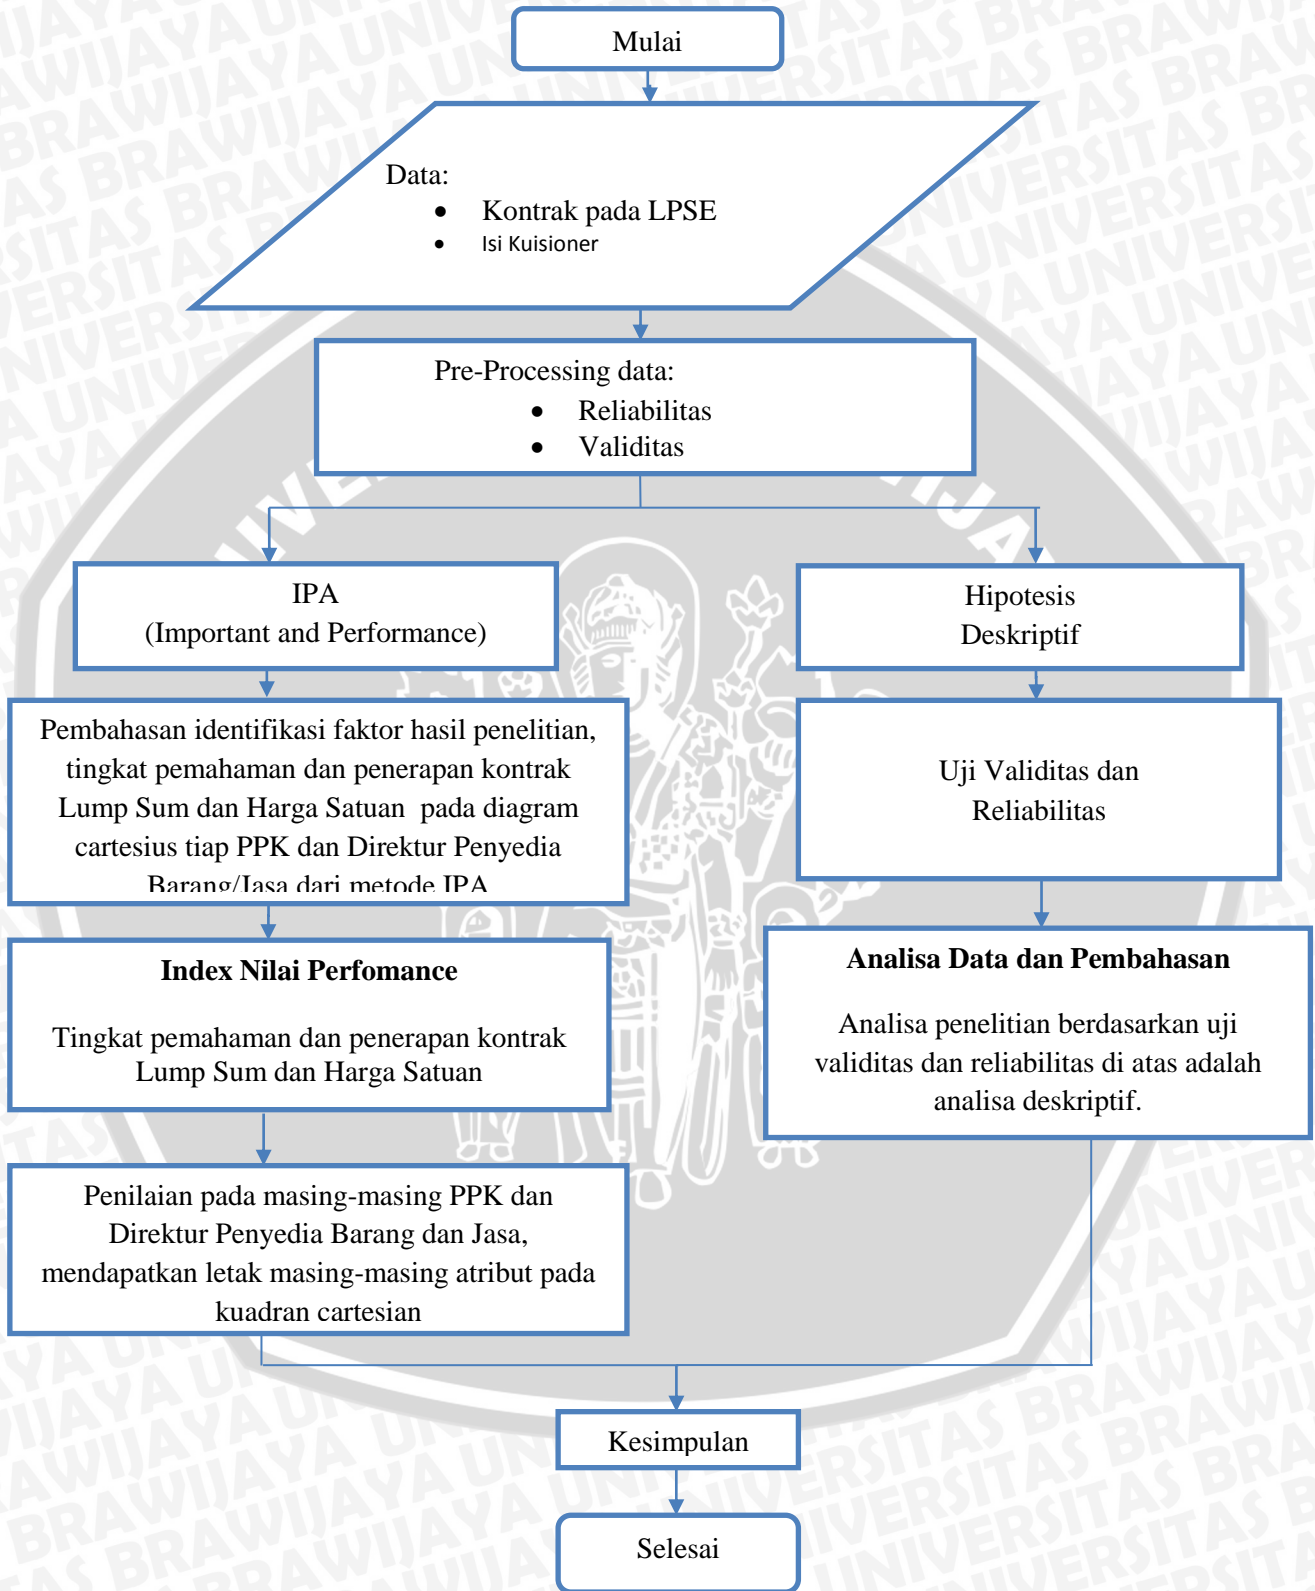 Mulai
Data:
• Kontrak pada LPSE
• Isi Kuisioner
Pre-Processing data:
• Reliabilitas
• Validitas
IPA
(Important and Performance)
Hipotesis
Deskriptif
Pembahasan identifikasi faktor hasil penelitian,
tingkat pemahaman dan penerapan kontrak
Lump Sum dan Harga Satuan pada diagram
cartesius tiap PPK dan Direktur Penyedia
Barang/Jasa dari metode IPA
Uji Validitas dan
Reliabilitas
Index Nilai Perfomance
Tingkat pemahaman dan penerapan kontrak
Lump Sum dan Harga Satuan
Analisa Data dan Pembahasan
Analisa penelitian berdasarkan uji
validitas dan reliabilitas di atas adalah
analisa deskriptif.
Penilaian pada masing-masing PPK dan
Direktur Penyedia Barang dan Jasa,
mendapatkan letak masing-masing atribut pada
kuadran cartesian
Kesimpulan
Selesai